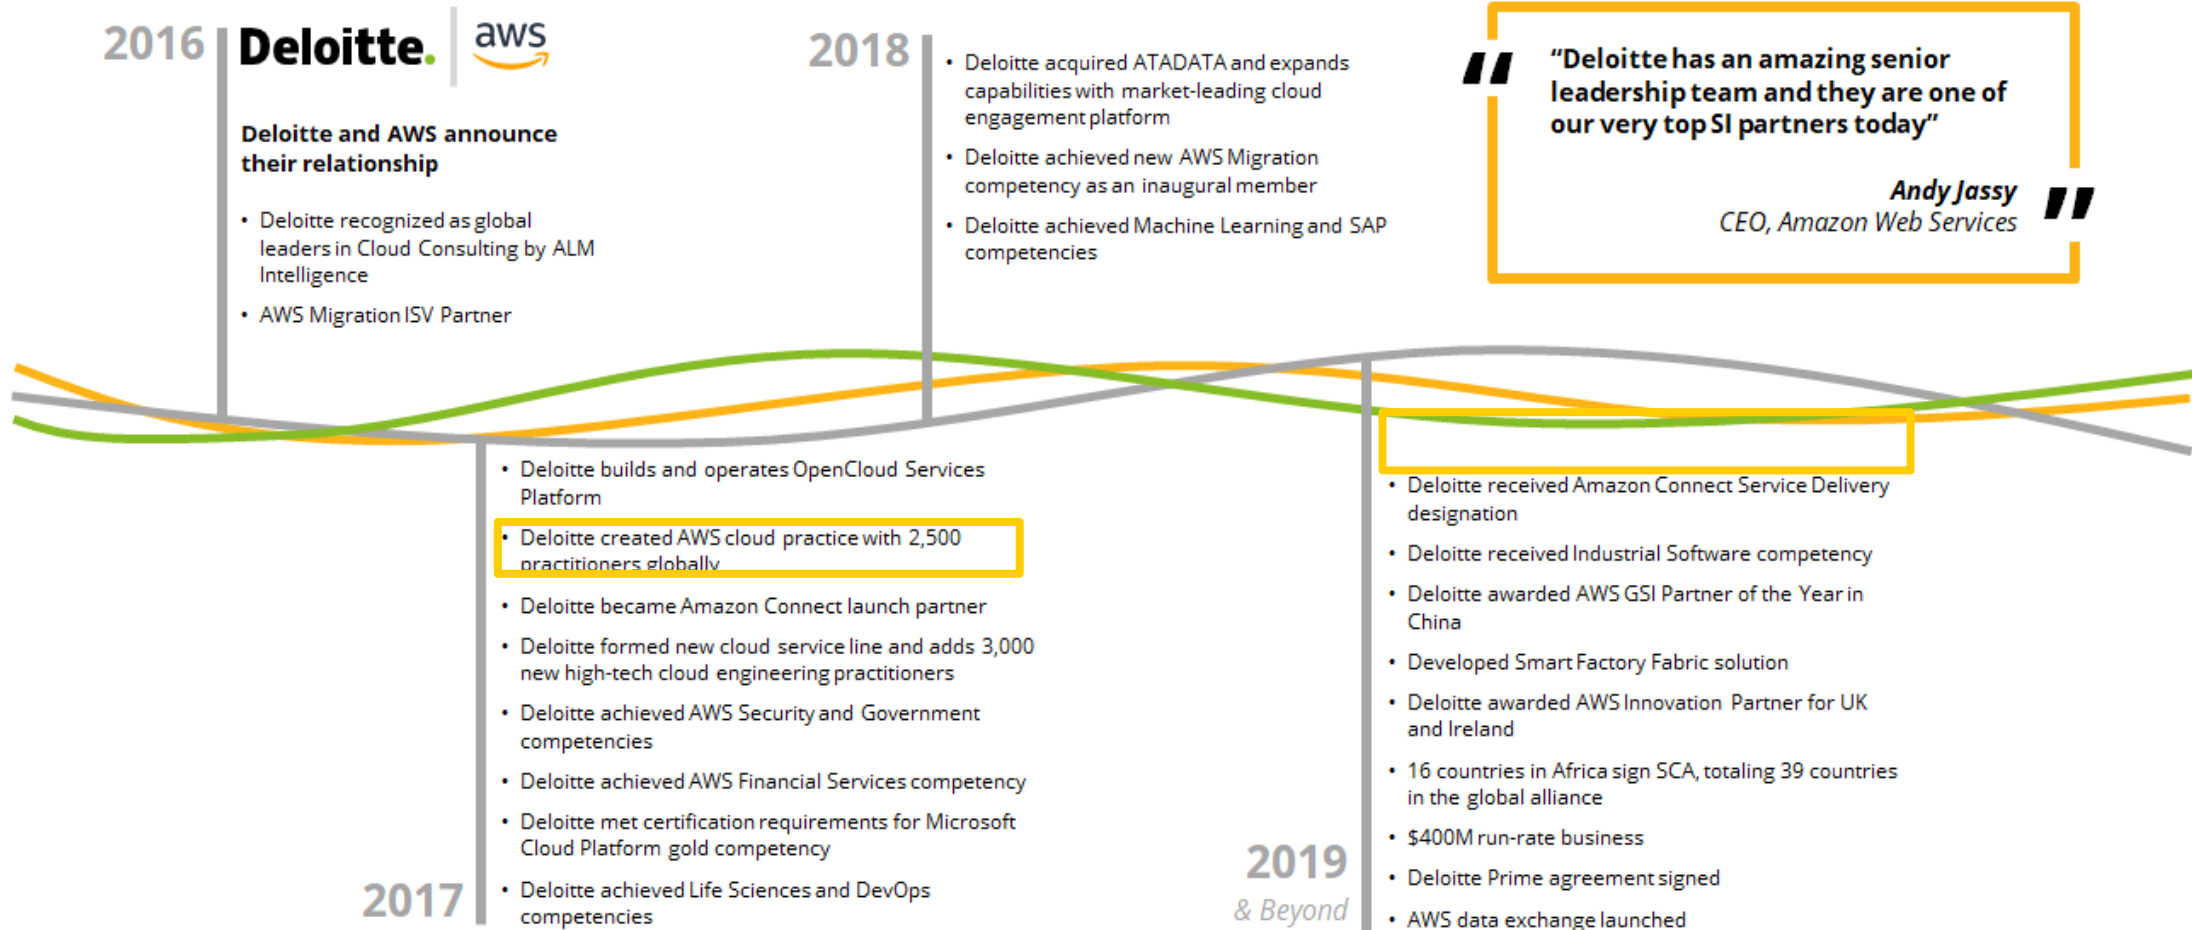 2016
Deloitte.
aws
Deloitte and AWS announce
their relationship
• Deloitte recognized as global
leaders in Cloud Consulting by ALM
Intelligence
• AWS Migration ISV Partner
2017
• Deloitte builds and operates OpenCloud Services
Platform
• Deloitte created AWS cloud practice with 2,500
practitioners globally
• Deloitte became Amazon Connect launch partner
• Deloitte formed new cloud service line and adds 3,000
new high-tech cloud engineering practitioners
• Deloitte achieved AWS Security and Government
competencies
• Deloitte achieved AWS Financial Services competency
• Deloitte met certification requirements for Microsoft
Cloud Platform gold competency
• Deloitte achieved Life Sciences and DevOps
competencies
2018
• Deloitte acquired ATADATA and expands
capabilities with market-leading cloud
engagement platform
• Deloitte achieved new AWS Migration
competency as an inaugural member
• Deloitte achieved Machine Learning and SAP
competencies
2019
& Beyond
• Deloitte received Amazon Connect Service Delivery
designation
• Deloitte received Industrial Software competency
• Deloitte awarded AWS GSI Partner of the Year in
China
• Developed Smart Factory Fabric solution
• Deloitte awarded AWS Innovation Partner for UK
and Ireland
• 16 countries in Africa sign SCA, totaling 39 countries
in the global alliance
• $400M run-rate business
• Deloitte Prime agreement signed
• AWS data exchange launched
“Deloitte has an amazing senior
leadership team and they are one of
our very top SI partners today”
Andy Jassy
CEO, Amazon Web Services